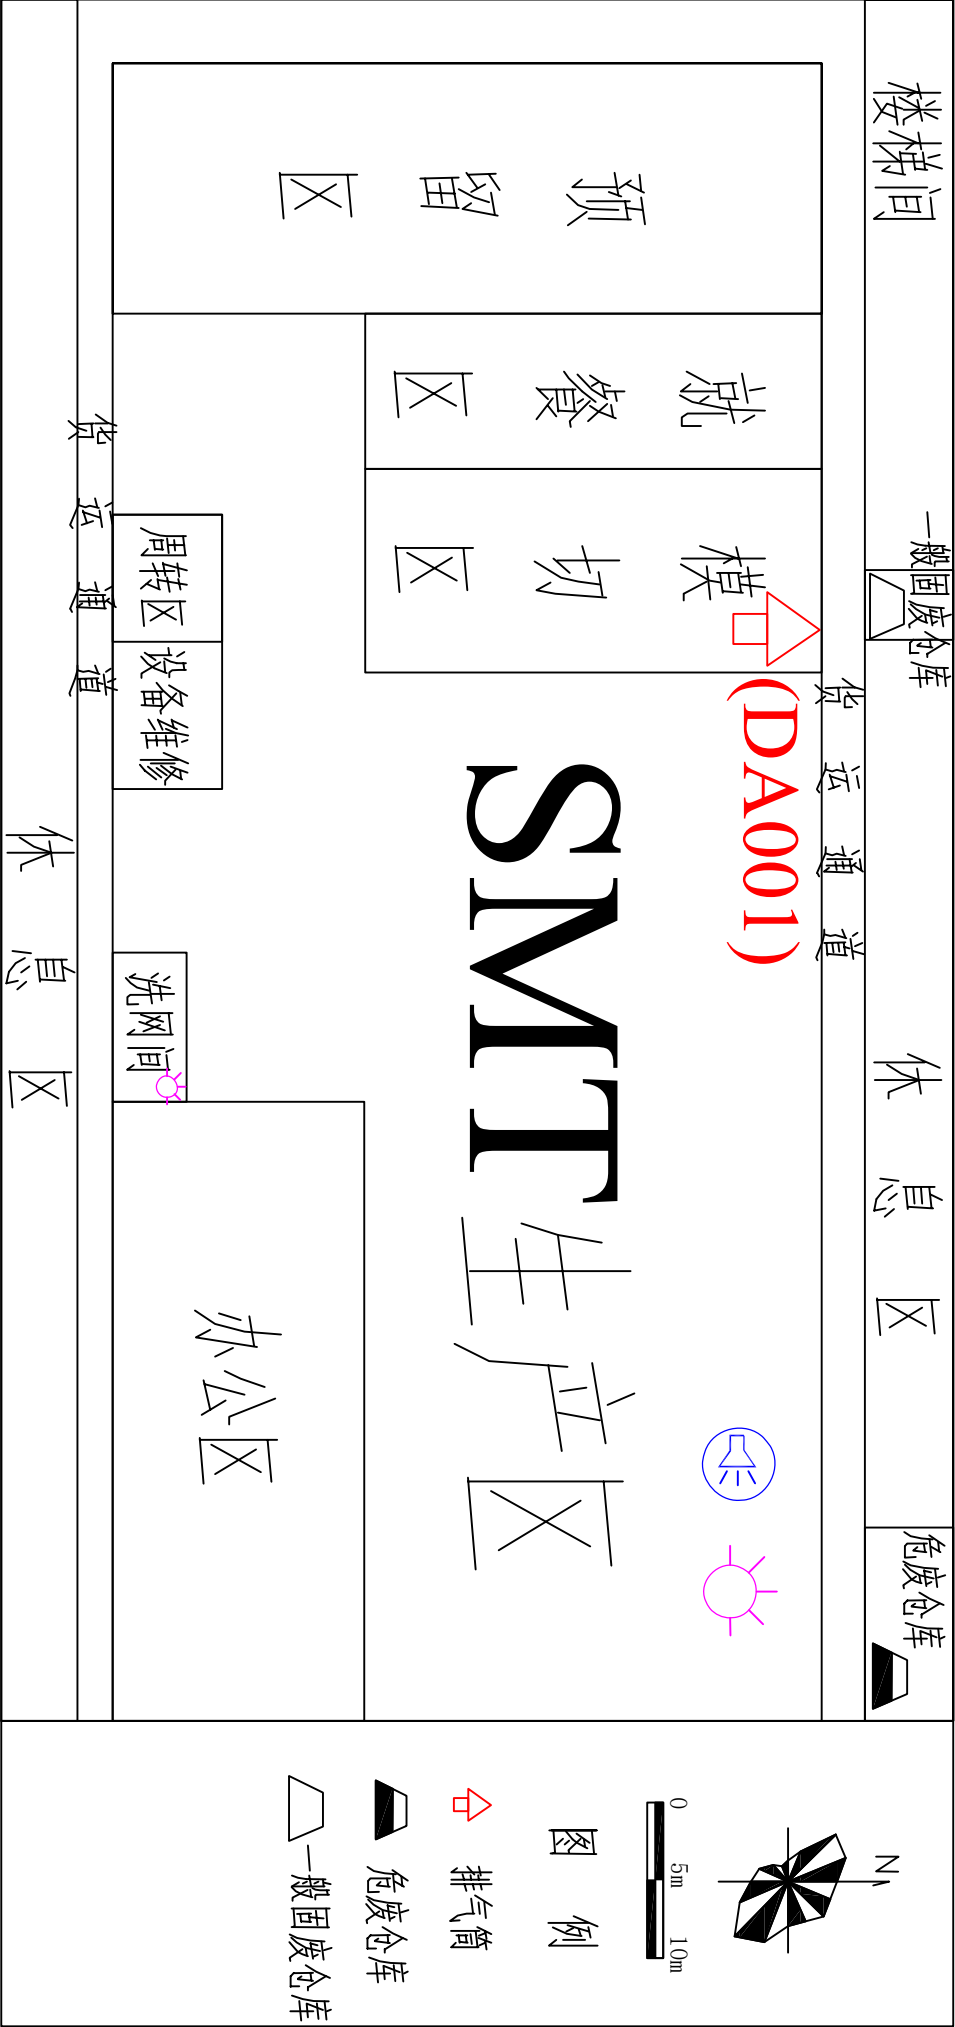 楼梯间
一般固废仓库
休息区
危废仓库
货运通道
预留区
就餐区
模切区
(DA001)
SMT生产区
周转区
设备维修
洗网间
办公区
货运通道
休息区
N
0 5m 10m
图例
排气筒
危废仓库
一般固废仓库